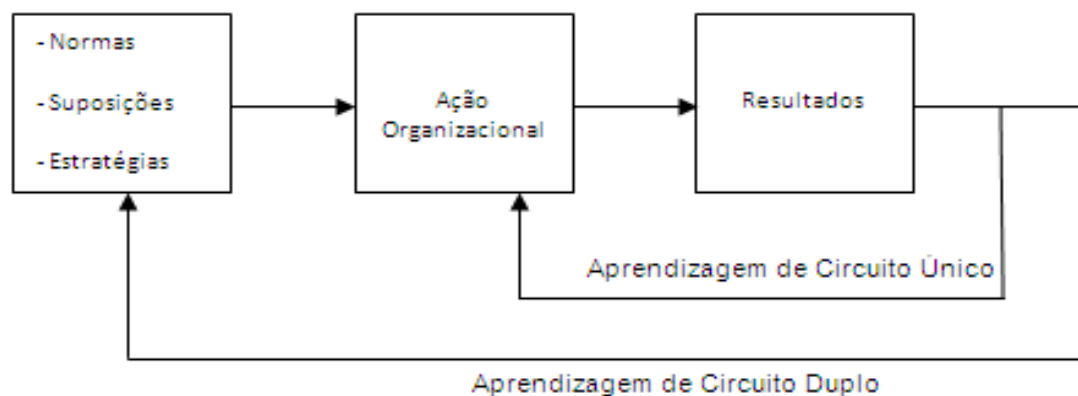 - Normas
- Suposições
- Estratégias
Ação
Organizacional
Resultados
Aprendizagem de Circuito Único
Aprendizagem de Circuito Duplo